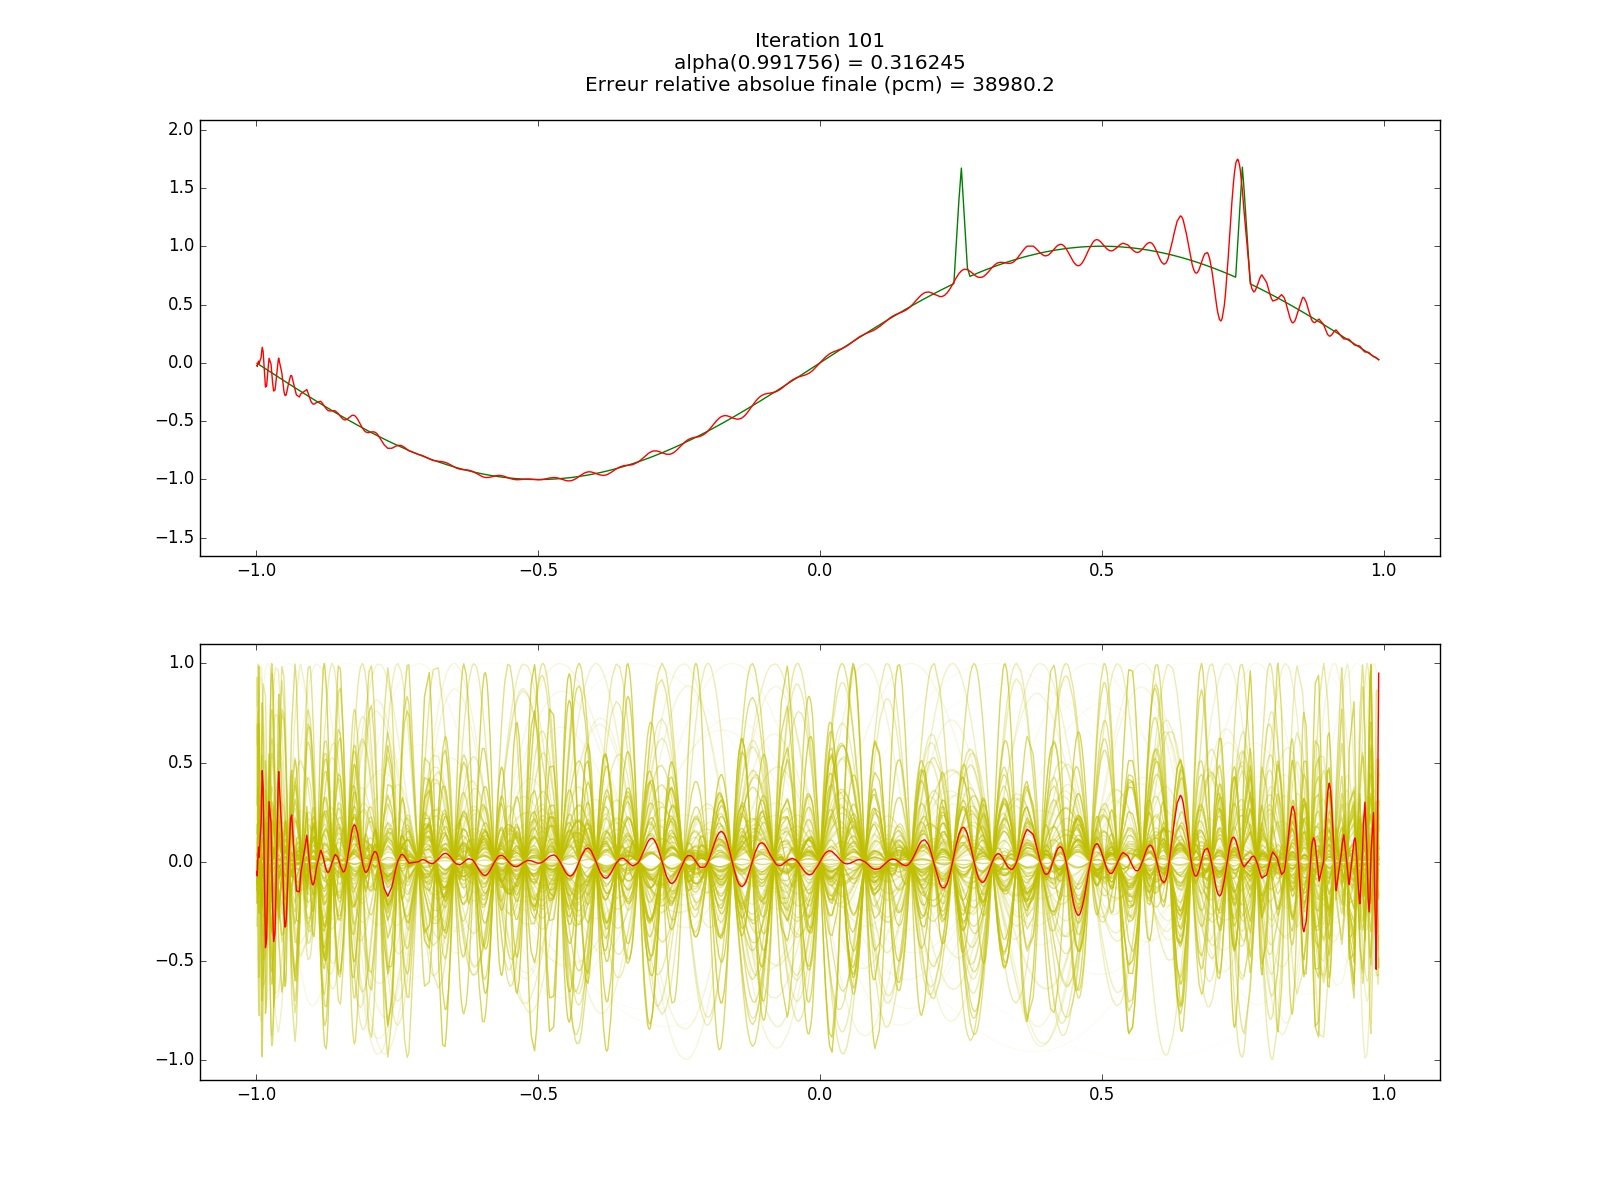 Iteration 101
alpha(0.991756) = 0.316245
Erreur relative absolue finale (pcm) = 38980.2
2.0
1.5
1.0
0.5
0.0
−0.5
−1.0
−1.5
−1.0 −0.5 0.0 0.5 1.0
1.0
0.5
0.0
−0.5
−1.0
−1.0 −0.5 0.0 0.5 1.0